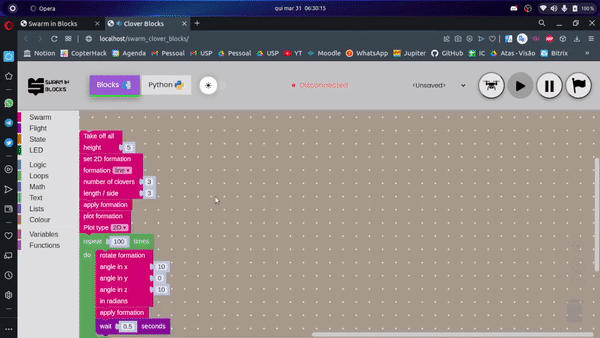 Opera
qui mar 31 06:30:15
100 %
Swarm in Blocks
Clover Blocks
localhost/swarm_clover_blocks/
Notion
CopterHack
Agenda
Pessoal
USP
Pessoal
USP
YT
Moodle
WhatsApp
Jupiter
GitHub
IC
Atas - Visão
Bitrix
SWARM IN
BLOCKS
Blocks
Python
Disconnected
<Unsaved>
Swarm
Flight
State
LED
Logic
Loops
Math
Text
Lists
Colour
Variables
Functions
Take off all
height 5
set 2D formation
formation line
number of clovers 3
length / side 3
apply formation
plot formation
Plot type 2D
repeat 100 times
do rotate formation
angle in x 10
angle in y 0
angle in z 10
in radians
apply formation
wait 0.5 seconds